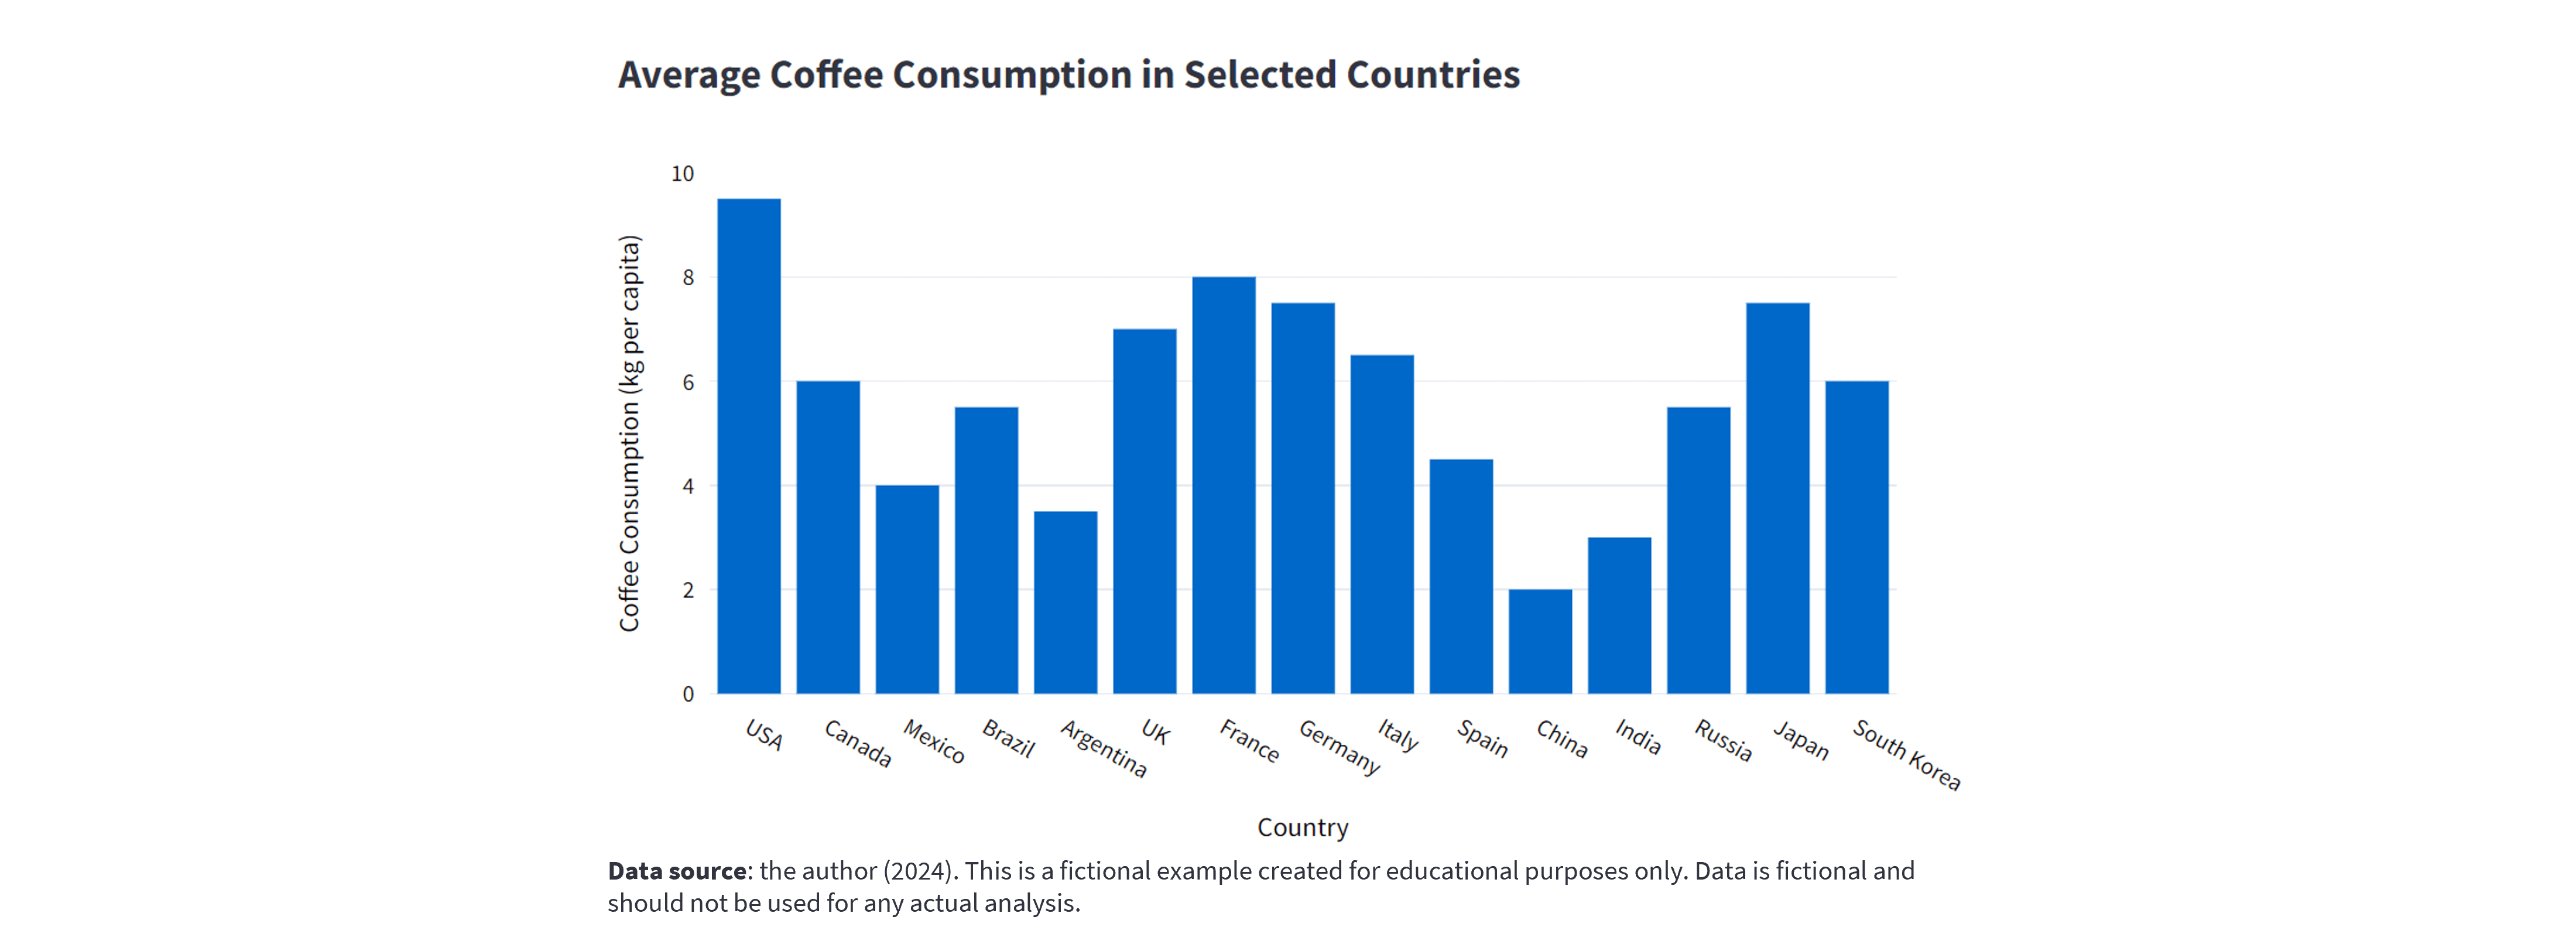 Average Coffee Consumption in Selected Countries
10
8
6
4
2
0
Coffee Consumption (kg per capita)
USA
Canada
Mexico
Brazil
Argentina
UK
France
Germany
Italy
Spain
China
India
Russia
Japan
South Korea
Country
Data source: the author (2024). This is a fictional example created for educational purposes only. Data is fictional and
should not be used for any actual analysis.